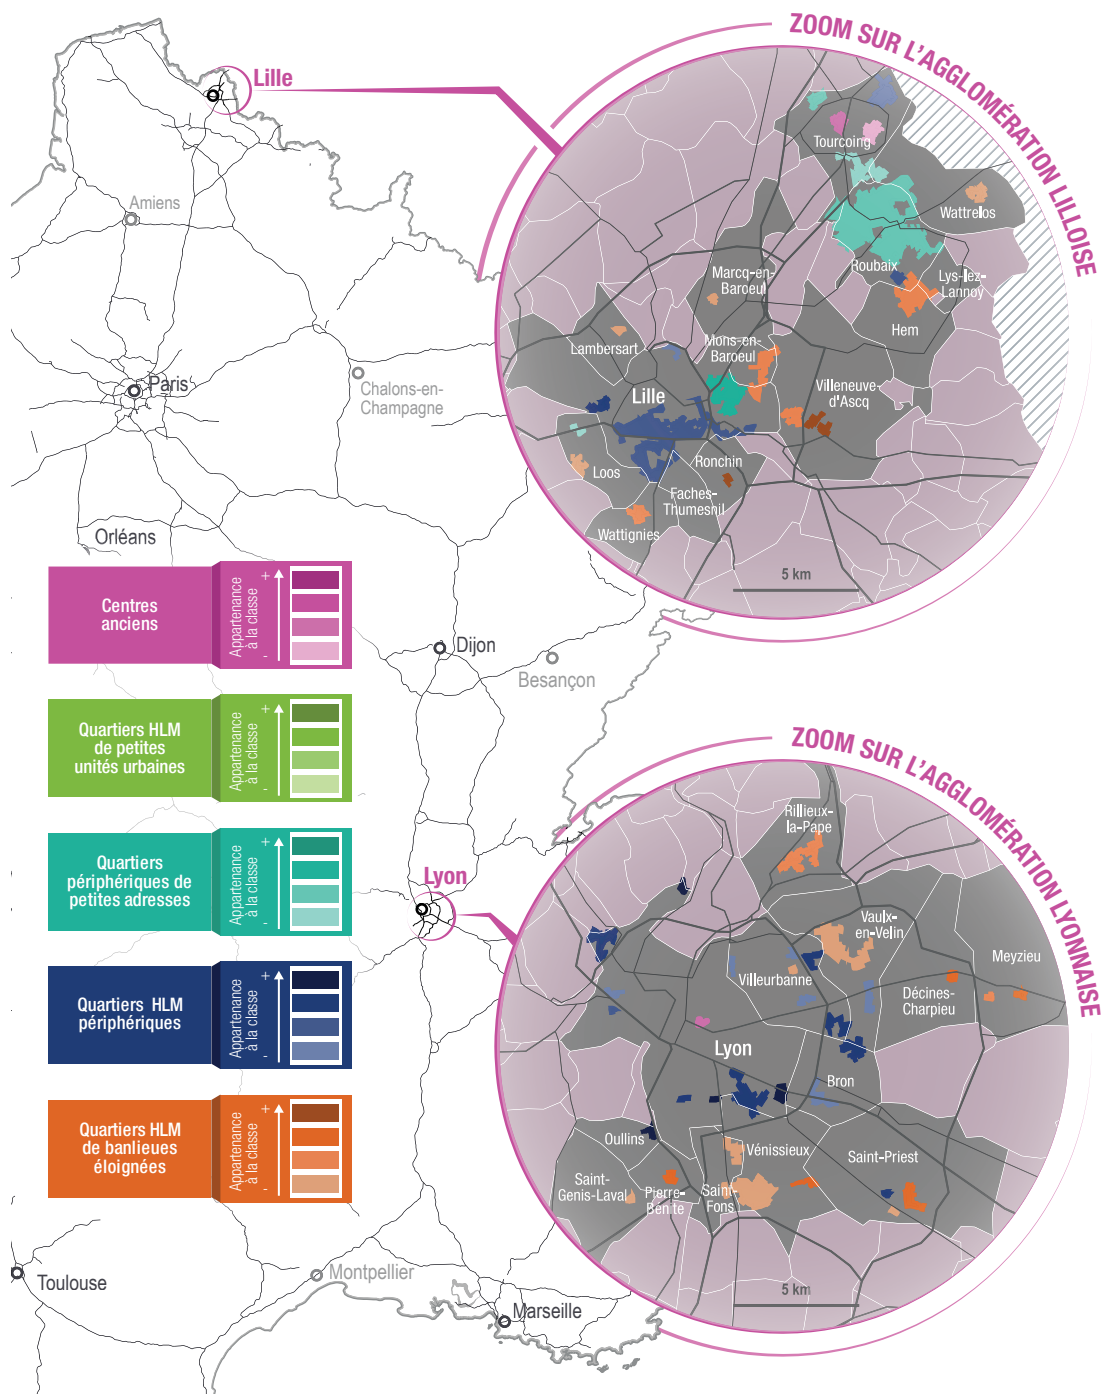 ZOOM SUR L'AGGLOMÉRATION LILLOISE
Lille
Amiens
Paris
Chalons-en-
Champagne
Orléans
Tourcoing
Wattrelos
Roubaix
Lys-lez-
Lannoy
Hem
Marcq-en-
Baroeul
Lambersart
Mons-en-
Baroeul
Lille
Villeneuve-
d'Ascq
Loos
Ronchin
Faches-
Thumesnil
Wattignies
5 km
Centres
anciens
Appartenance
à la classe
+
-
Quartiers HLM
de petites
unités urbaines
Appartenance
à la classe
+
-
Quartiers
périphériques de
petites adresses
Appartenance
à la classe
+
-
Quartiers HLM
périphériques
Appartenance
à la classe
+
-
Quartiers HLM
de banlieues
éloignées
Appartenance
à la classe
+
-
Dijon
Besançon
Lyon
Toulouse
Montpellier
Marseille
ZOOM SUR L'AGGLOMÉRATION LYONNAISE
Rillieux-
la-Pape
Vaulx-
en-Velin
Meyzieu
Villeurbanne
Décines-
Charpieu
Lyon
Bron
Oullins
Vénissieux
Saint-Priest
Saint-
Genis-Laval
Pierre-
Bénite
Saint-
Fons
5 km